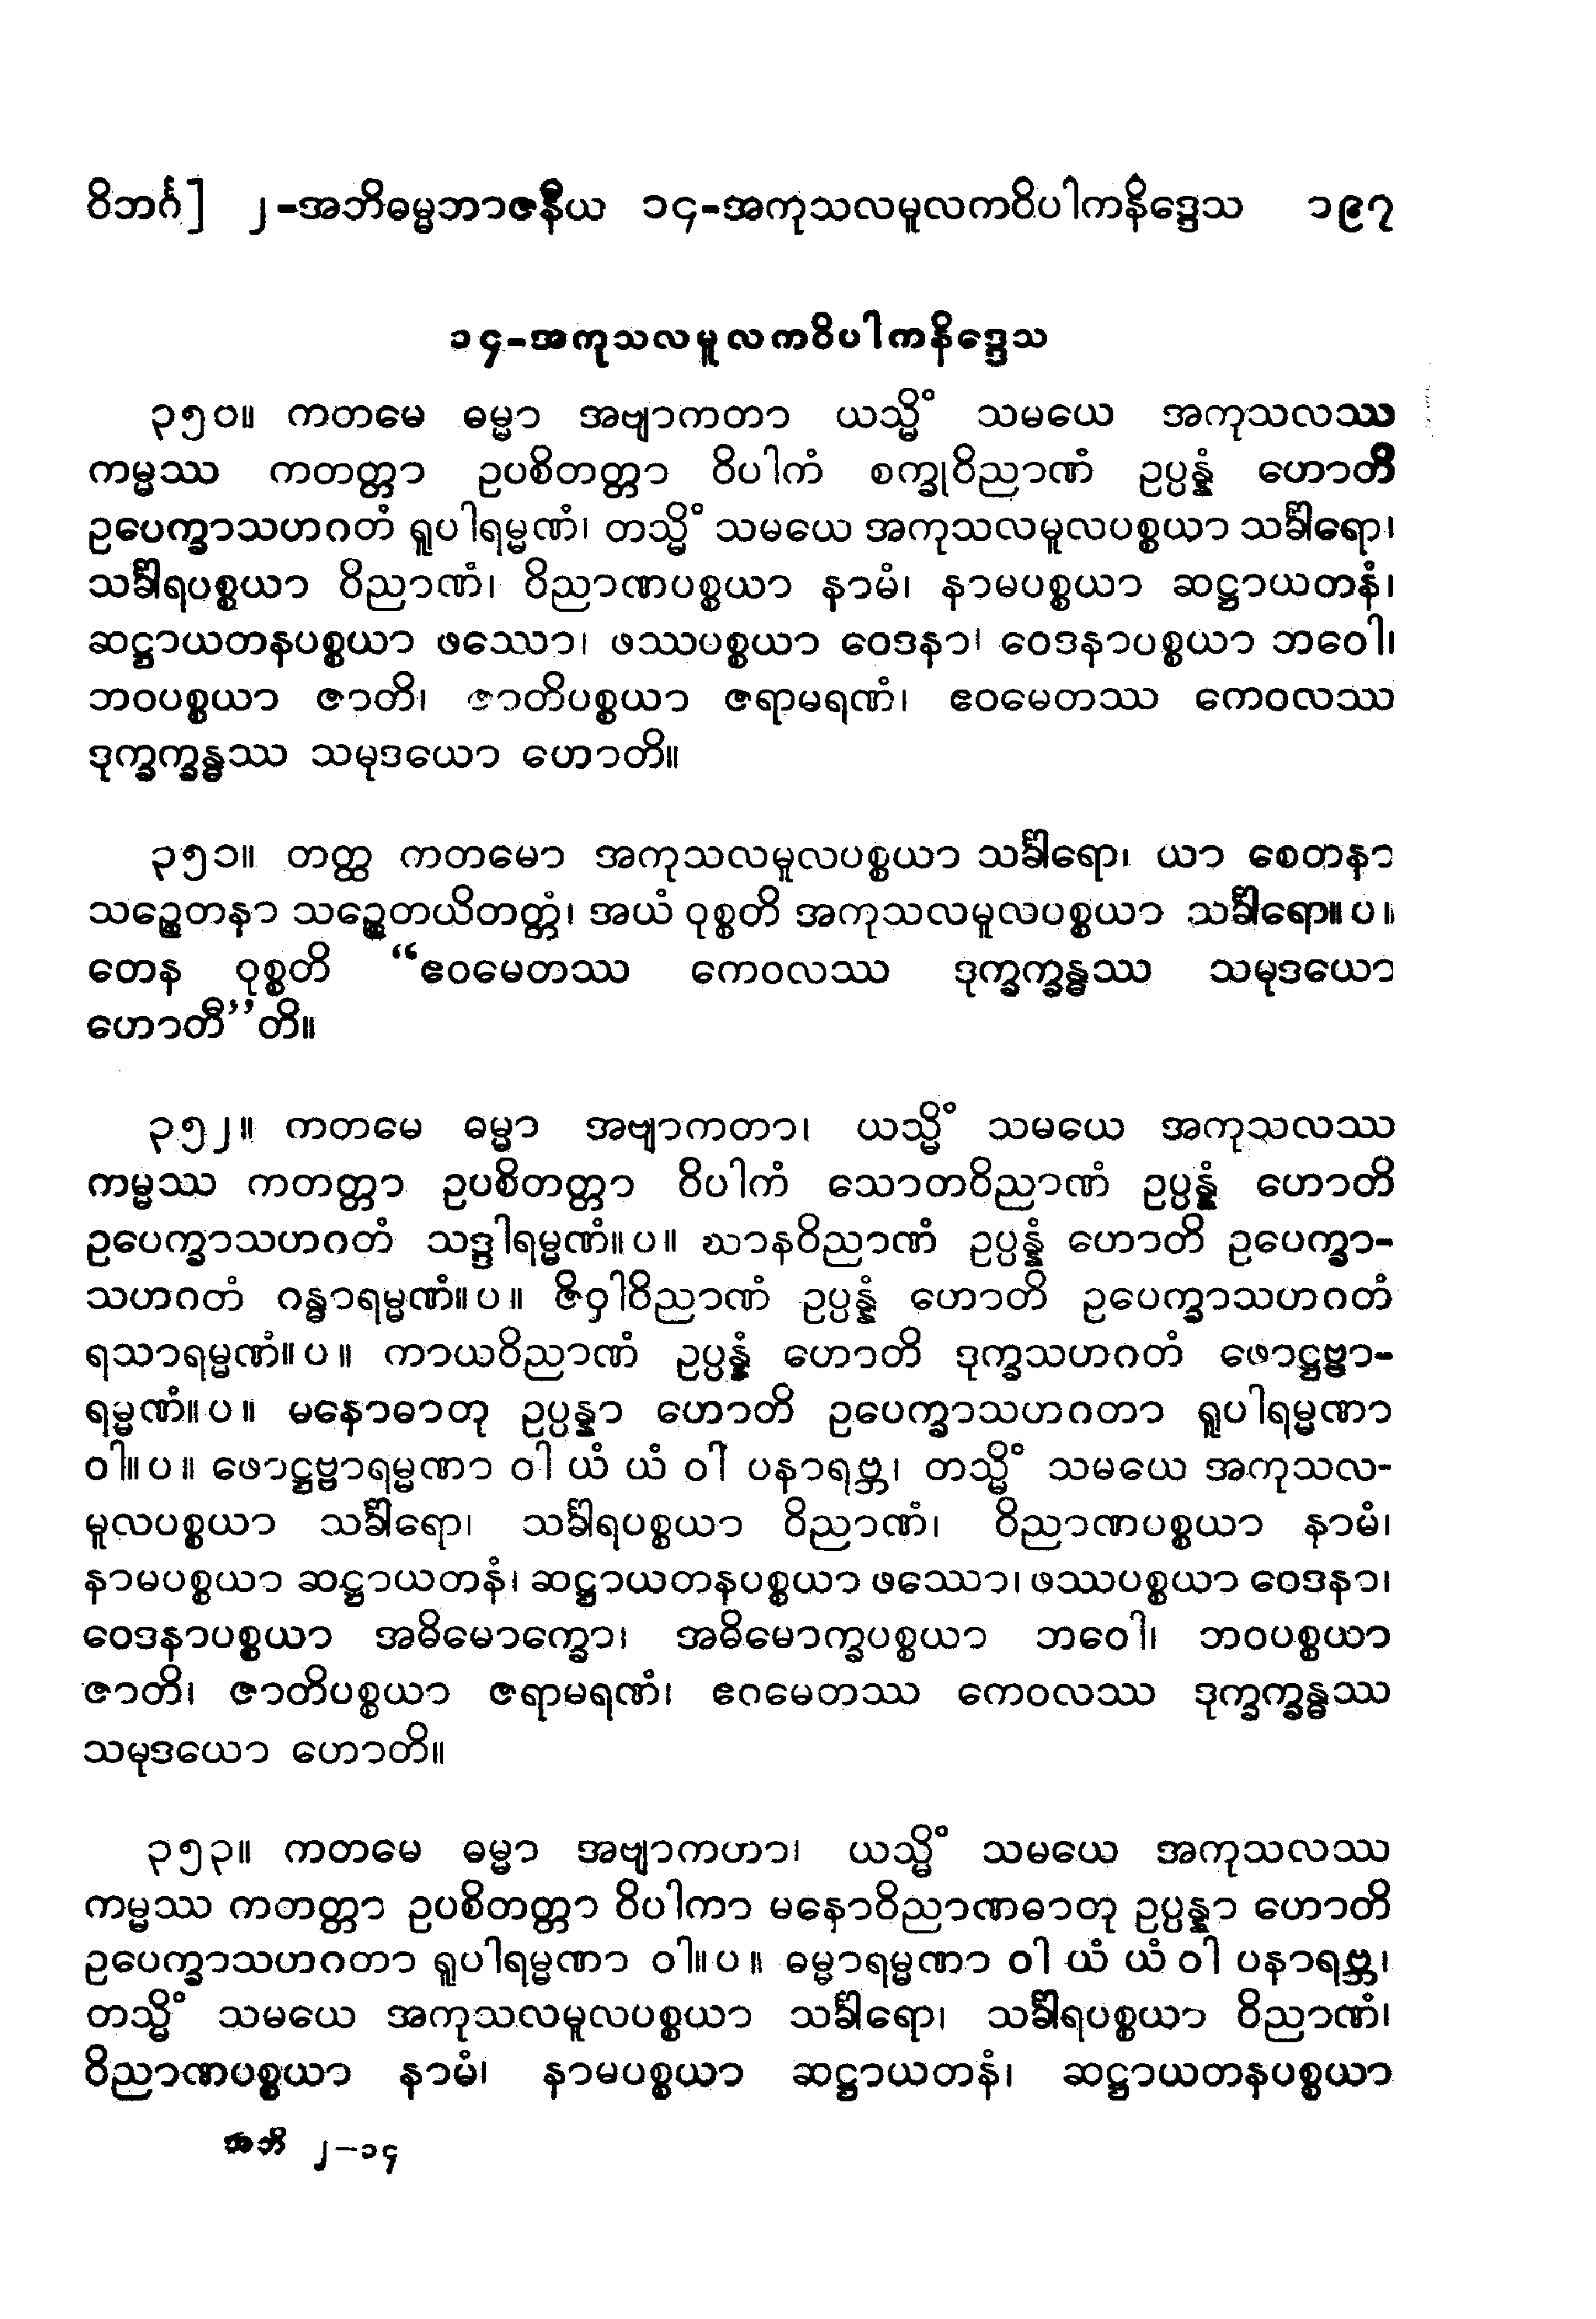 ဝိဘင်္ဂ] ၂-အဘိဓမ္မဘာဇနီယ ၁၄-အကုသလမူလကဝိပါကနိဒ္ဒေသ ၁၉၇
၁၄-အကုသလမူလကဝိပါကနိဒ္ဒေသ
၃၅၀။ ကတမေ ဓမ္မာ အဗျာကတာ ယသ္မိံ သမယေ အကုသလဿ
ကမ္မဿ ကတတ္တာ ဥပစိတတ္တာ ဝိပါကံ စက္ခုဝိညာဏံ ဥပ္ပန္နံ ဟောတိ
ဥပေက္ခာသဟဂတံ ရူပါရမ္မဏံ၊ တသ္မိံ သမယေ အကုသလမူလပစ္စယာ သင်္ခါရော၊
သင်္ခါရပစ္စယာ ဝိညာဏံ၊ ဝိညာဏပစ္စယာ နာမံ၊ နာမပစ္စယာ ဆဋ္ဌာယတနံ၊
ဆဋ္ဌာယတနပစ္စယာ ဖဿော၊ ဖဿပစ္စယာ ဝေဒနာ၊ ဝေဒနာပစ္စယာ ဘဝေါ၊
ဘဝပစ္စယာ ဇာတိ၊ ဇာတိပစ္စယာ ဇရာမရဏံ၊ ဧဝမေတဿ ကေဝလဿ
ဒုက္ခက္ခန္ဓဿ သမုဒယော ဟောတိ။
၃၅၁။ တတ္ထ ကတမော အကုသလမူလပစ္စယာ သင်္ခါရော၊ ယာ စေတနာ
သဉ္စေတနာ သဉ္စေတယိတတ္တံ၊ အယံ ဝုစ္စတိ အကုသလမူလပစ္စယာ သင်္ခါရော။ ပ ။
တေန ဝုစ္စတိ “ဧဝမေတဿ ကေဝလဿ ဒုက္ခက္ခန္ဓဿ သမုဒယော
ဟောတီ”တိ။
၃၅၂။ ကတမေ ဓမ္မာ အဗျာကတာ၊ ယသ္မိံ သမယေ အကုသလဿ
ကမ္မဿ ကတတ္တာ ဥပစိတတ္တာ ဝိပါကံ သောတဝိညာဏံ ဥပ္ပန္နံ ဟောတိ
ဥပေက္ခာသဟဂတံ သဒ္ဒါရမ္မဏံ။ ပ ။ ဃာနဝိညာဏံ ဥပ္ပန္နံ ဟောတိ ဥပေက္ခာ-
သဟဂတံ ဂန္ဓာရမ္မဏံ။ ပ ။ ဇိဝှါဝိညာဏံ ဥပ္ပန္နံ ဟောတိ ဥပေက္ခာသဟဂတံ
ရသာရမ္မဏံ။ ပ ။ ကာယဝိညာဏံ ဥပ္ပန္နံ ဟောတိ ဒုက္ခသဟဂတံ ဖောဋ္ဌဗ္ဗာ-
ရမ္မဏံ။ ပ ။ မနောဓာတု ဥပ္ပန္နာ ဟောတိ ဥပေက္ခာသဟဂတာ ရူပါရမ္မဏာ
ဝါ။ ပ ။ ဖောဋ္ဌဗ္ဗာရမ္မဏာ ဝါ ယံ ယံ ဝါ ပနာရဗ္ဘ၊ တသ္မိံ သမယေ အကုသလ-
မူလပစ္စယာ သင်္ခါရော၊ သင်္ခါရပစ္စယာ ဝိညာဏံ၊ ဝိညာဏပစ္စယာ နာမံ၊
နာမပစ္စယာ ဆဋ္ဌာယတနံ၊ ဆဋ္ဌာယတနပစ္စယာ ဖဿော၊ ဖဿပစ္စယာ ဝေဒနာ၊
ဝေဒနာပစ္စယာ အဓိမောက္ခော၊ အဓိမောက္ခပစ္စယာ ဘဝေါ၊ ဘဝပစ္စယာ
ဇာတိ၊ ဇာတိပစ္စယာ ဇရာမရဏံ၊ ဧဂမေတဿ ကေဝလဿ ဒုက္ခက္ခန္ဓဿ
သမုဒယော ဟောတိ။
၃၅၃။ ကတမေ ဓမ္မာ အဗျာကဟာ၊ ယသ္မိံ သမယေ အကုသလဿ
ကမ္မဿ ကတတ္တာ ဥပစိတတ္တာ ဝိပါကာ မနောဝိညာဏဓာတု ဥပ္ပန္နာ ဟောတိ
ဥပေက္ခာသဟဂတာ ရူပါရမ္မဏာ ဝါ။ ပ ။ ဓမ္မာရမ္မဏာ ဝါ ယံ ယံ ဝါ ပနာရဗ္ဘ၊
တသ္မိံ သမယေ အကုသလမူလပစ္စယာ သင်္ခါရော၊ သင်္ခါရပစ္စယာ ဝိညာဏံ၊
ဝိညာဏပစ္စယာ နာမံ၊ နာမပစ္စယာ ဆဋ္ဌာယတနံ၊ ဆဋ္ဌာယတနပစ္စယာ
အဘိ ၂-၁၄